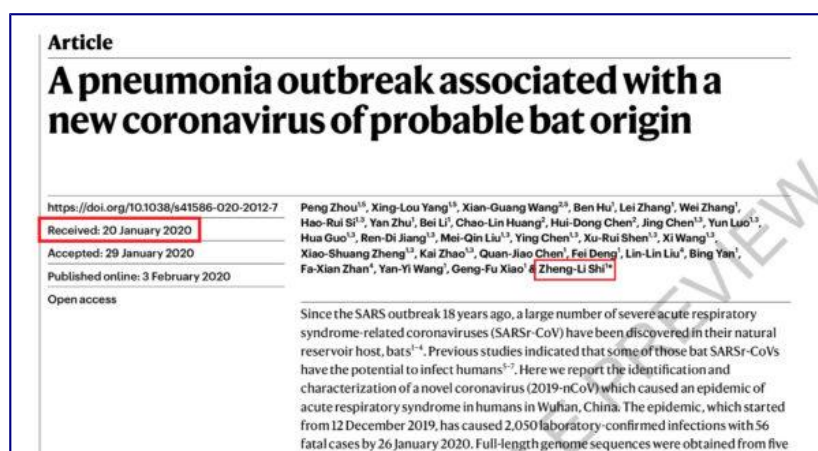 Article
A pneumonia outbreak associated with a
new coronavirus of probable bat origin
https://doi.org/10.1038/s41586-020-2012-7
Received: 20 January 2020
Accepted: 29 January 2020
Published online: 3 February 2020
Open access
Peng Zhou¹˒⁵, Xing-Lou Yang¹˒⁵, Xian-Guang Wang²˒⁵, Ben Hu¹, Lei Zhang¹, Wei Zhang¹,
Hao-Rui Si¹˒³, Yan Zhu¹, Bei Li¹, Chao-Lin Huang², Hui-Dong Chen², Jing Chen¹˒³, Yun Luo¹˒³,
Hua Guo¹˒³, Ren-Di Jiang¹˒³, Mei-Qin Liu¹˒³, Ying Chen¹˒³, Xu-Rui Shen¹˒³, Xi Wang¹˒³,
Xiao-Shuang Zheng¹˒³, Kai Zhao¹˒³, Quan-Jiao Chen¹, Fei Deng¹, Lin-Lin Liu⁴, Bing Yan¹,
Fa-Xian Zhan⁴, Yan-Yi Wang¹, Geng-Fu Xiao¹ & Zheng-Li Shi¹*
Since the SARS outbreak 18 years ago, a large number of severe acute respiratory
syndrome-related coronaviruses (SARSr-CoV) have been discovered in their natural
reservoir host, bats¹⁻⁴. Previous studies indicated that some of those bat SARSr-CoVs
have the potential to infect humans⁵⁻⁷. Here we report the identification and
characterization of a novel coronavirus (2019-nCoV) which caused an epidemic of
acute respiratory syndrome in humans in Wuhan, China. The epidemic, which started
from 12 December 2019, has caused 2,050 laboratory-confirmed infections with 56
fatal cases by 26 January 2020. Full-length genome sequences were obtained from five
E PREVIEW